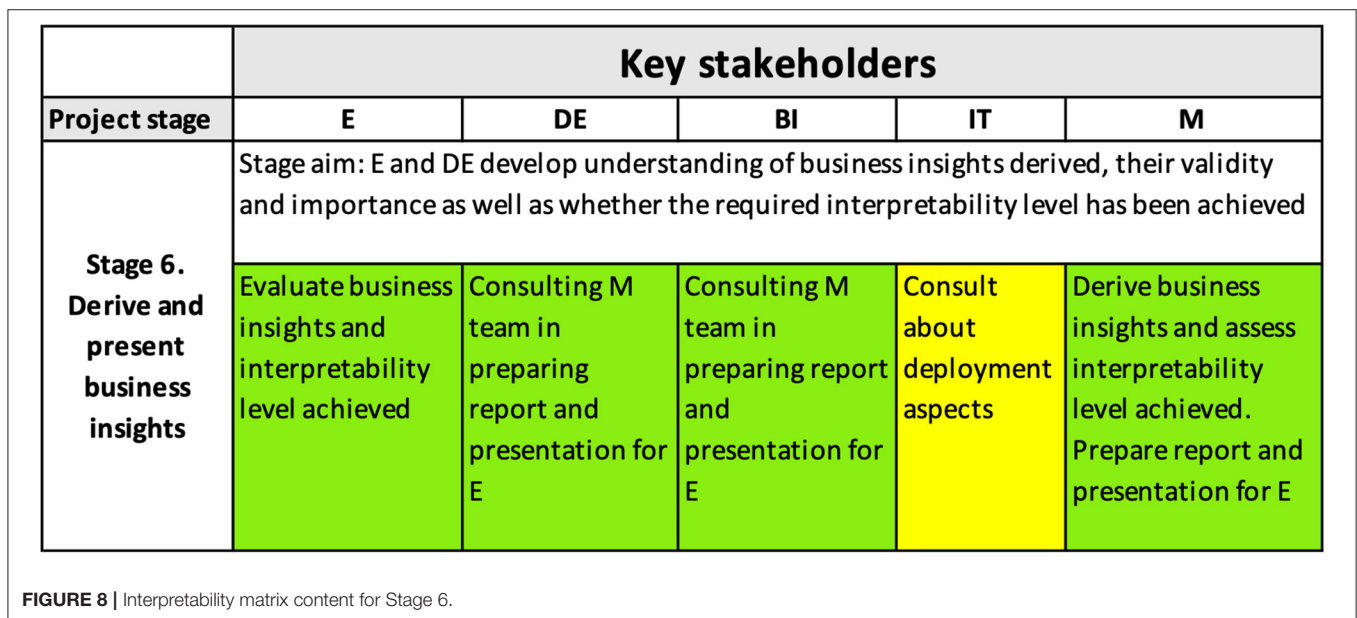 Key stakeholders
Project stage E DE BI IT M
Stage aim: E and DE develop understanding of business insights derived, their validity
and importance as well as whether the required interpretability level has been achieved
Stage 6.
Derive and
present
business
insights
Evaluate business
insights and
interpretability
level achieved
Consulting M
team in
preparing
report and
presentation for
E
Consulting M
team in
preparing report
and
presentation for
E
Consult
about
deployment
aspects
Derive business
insights and assess
interpretability
level achieved.
Prepare report and
presentation for E
FIGURE 8 | Interpretability matrix content for Stage 6.